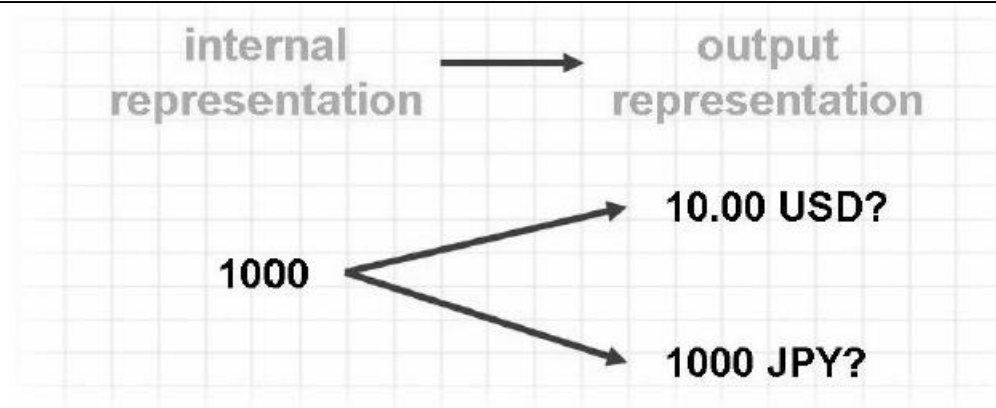 internal
representation
output
representation
1000
10.00 USD?
1000 JPY?